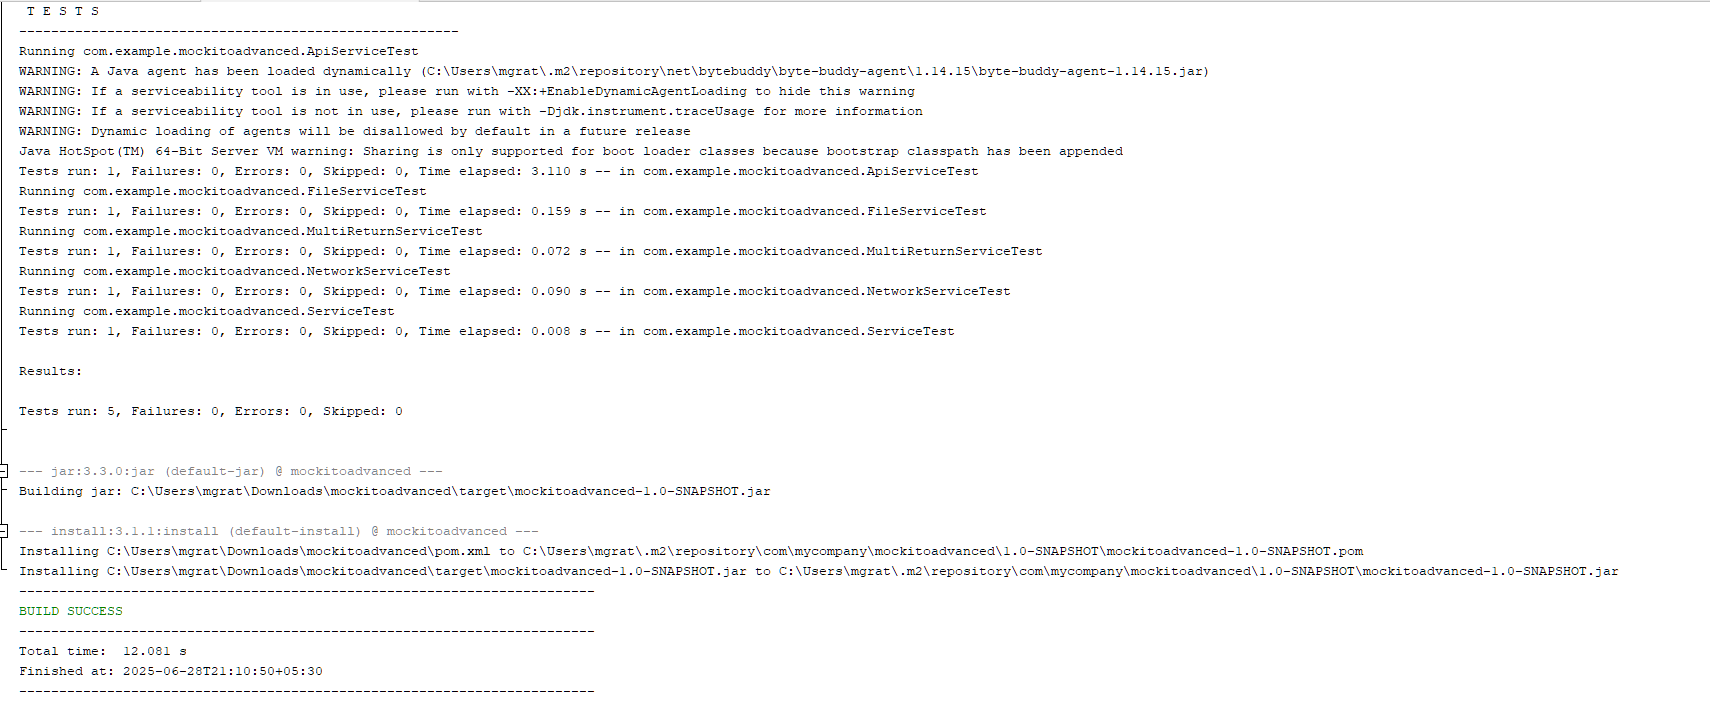 T E S T S
-------------------------------------------------------
Running com.example.mockitoadvanced.ApiServiceTest
WARNING: A Java agent has been loaded dynamically (C:\Users\mgrat\.m2\repository\net\bytebuddy\byte-buddy-agent\1.14.15\byte-buddy-agent-1.14.15.jar)
WARNING: If a serviceability tool is in use, please run with -XX:+EnableDynamicAgentLoading to hide this warning
WARNING: If a serviceability tool is not in use, please run with -Djdk.instrument.traceUsage for more information
WARNING: Dynamic loading of agents will be disallowed by default in a future release
Java HotSpot(TM) 64-Bit Server VM warning: Sharing is only supported for boot loader classes because bootstrap classpath has been appended
Tests run: 1, Failures: 0, Errors: 0, Skipped: 0, Time elapsed: 3.110 s -- in com.example.mockitoadvanced.ApiServiceTest
Running com.example.mockitoadvanced.FileServiceTest
Tests run: 1, Failures: 0, Errors: 0, Skipped: 0, Time elapsed: 0.159 s -- in com.example.mockitoadvanced.FileServiceTest
Running com.example.mockitoadvanced.MultiReturnServiceTest
Tests run: 1, Failures: 0, Errors: 0, Skipped: 0, Time elapsed: 0.072 s -- in com.example.mockitoadvanced.MultiReturnServiceTest
Running com.example.mockitoadvanced.NetworkServiceTest
Tests run: 1, Failures: 0, Errors: 0, Skipped: 0, Time elapsed: 0.090 s -- in com.example.mockitoadvanced.NetworkServiceTest
Running com.example.mockitoadvanced.ServiceTest
Tests run: 1, Failures: 0, Errors: 0, Skipped: 0, Time elapsed: 0.008 s -- in com.example.mockitoadvanced.ServiceTest
Results:
Tests run: 5, Failures: 0, Errors: 0, Skipped: 0
--- jar:3.3.0:jar (default-jar) @ mockitoadvanced ---
Building jar: C:\Users\mgrat\Downloads\mockitoadvanced\target\mockitoadvanced-1.0-SNAPSHOT.jar
--- install:3.1.1:install (default-install) @ mockitoadvanced ---
Installing C:\Users\mgrat\Downloads\mockitoadvanced\pom.xml to C:\Users\mgrat\.m2\repository\com\mycompany\mockitoadvanced\1.0-SNAPSHOT\mockitoadvanced-1.0-SNAPSHOT.pom
Installing C:\Users\mgrat\Downloads\mockitoadvanced\target\mockitoadvanced-1.0-SNAPSHOT.jar to C:\Users\mgrat\.m2\repository\com\mycompany\mockitoadvanced\1.0-SNAPSHOT\mockitoadvanced-1.0-SNAPSHOT.jar
------------------------------------------------------------------------
BUILD SUCCESS
------------------------------------------------------------------------
Total time:  12.081 s
Finished at: 2025-06-28T21:10:50+05:30
------------------------------------------------------------------------